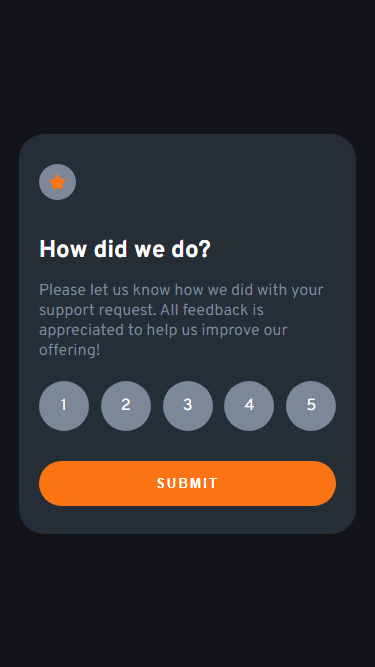 How did we do?
Please let us know how we did with your
support request. All feedback is
appreciated to help us improve our
offering!
1 2 3 4 5
SUBMIT